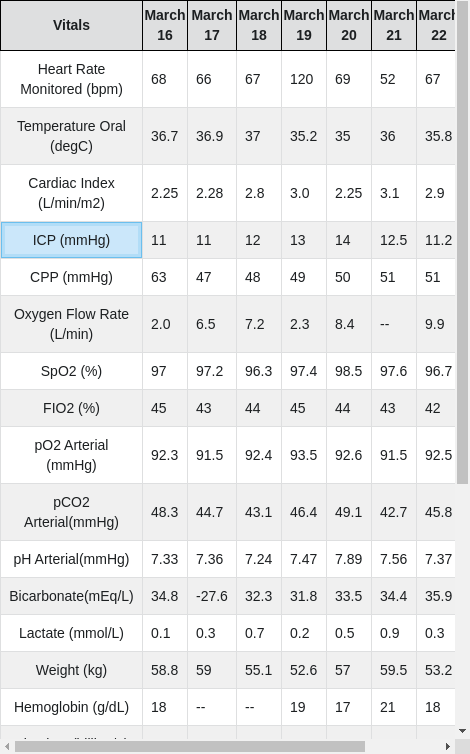 Vitals March 16 March 17 March 18 March 19 March 20 March 21 March 22
Heart Rate Monitored (bpm) 68 66 67 120 69 52 67
Temperature Oral (degC) 36.7 36.9 37 35.2 35 36 35.8
Cardiac Index (L/min/m2) 2.25 2.28 2.8 3.0 2.25 3.1 2.9
ICP (mmHg) 11 11 12 13 14 12.5 11.2
CPP (mmHg) 63 47 48 49 50 51 51
Oxygen Flow Rate (L/min) 2.0 6.5 7.2 2.3 8.4 -- 9.9
SpO2 (%) 97 97.2 96.3 97.4 98.5 97.6 96.7
FIO2 (%) 45 43 44 45 44 43 42
pO2 Arterial (mmHg) 92.3 91.5 92.4 93.5 92.6 91.5 92.5
pCO2 Arterial(mmHg) 48.3 44.7 43.1 46.4 49.1 42.7 45.8
pH Arterial(mmHg) 7.33 7.36 7.24 7.47 7.89 7.56 7.37
Bicarbonate(mEq/L) 34.8 -27.6 32.3 31.8 33.5 34.4 35.9
Lactate (mmol/L) 0.1 0.3 0.7 0.2 0.5 0.9 0.3
Weight (kg) 58.8 59 55.1 52.6 57 59.5 53.2
Hemoglobin (g/dL) 18 -- -- 19 17 21 18